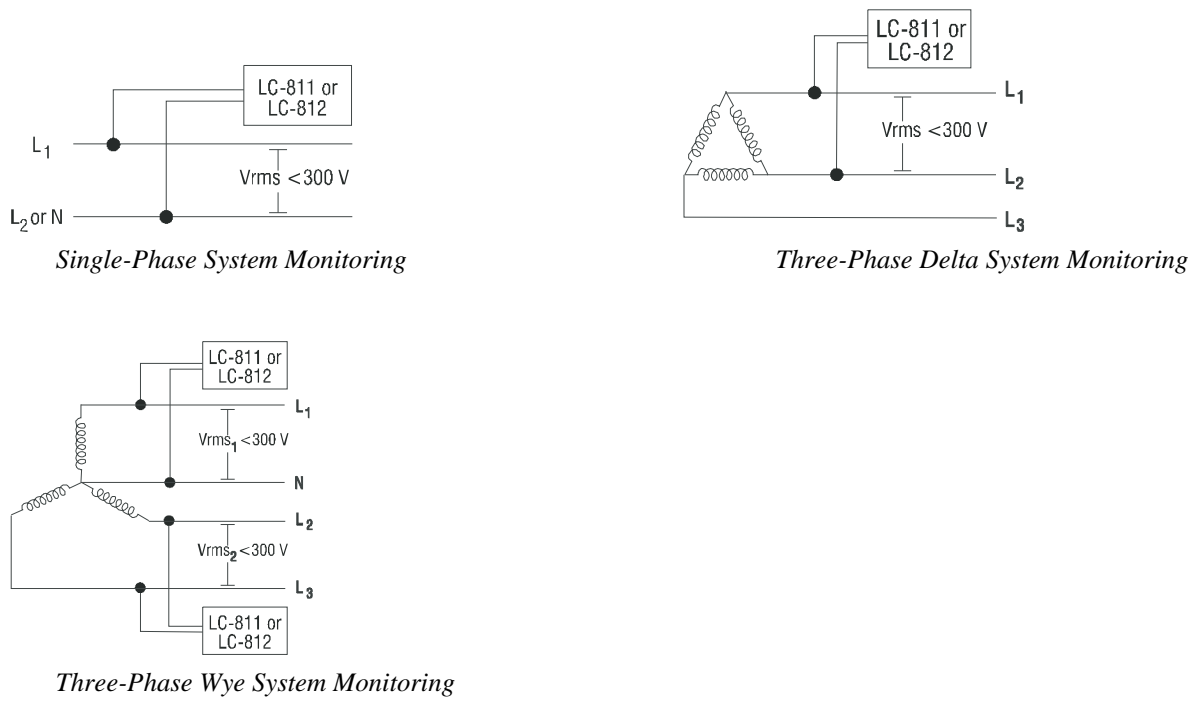 LC-811 or
LC-812
L1
Vrms <300 V
L2 or N
Single-Phase System Monitoring
LC-811 or
LC-812
L1
Vrms <300 V
L2
L3
Three-Phase Delta System Monitoring
LC-811 or
LC-812
L1
Vrms1 <300 V
N
L2
Vrms2 <300 V
L3
LC-811 or
LC-812
Three-Phase Wye System Monitoring